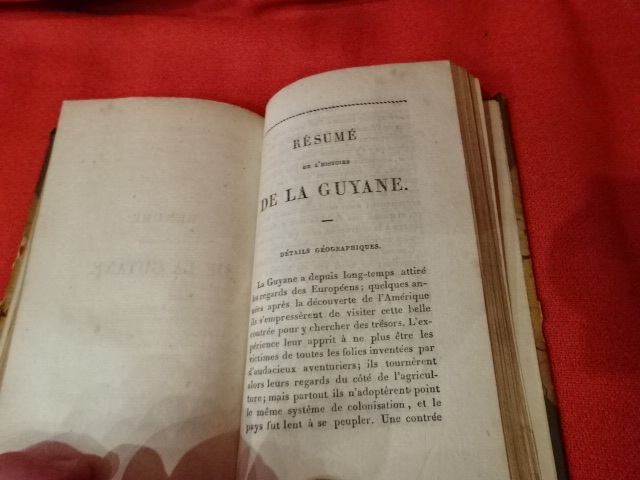 RÉSUMÉ
DE L'HISTOIRE
DE LA GUYANE.
DÉTAILS GÉOGRAPHIQUES.
La Guyane a depuis long-temps attiré
les regards des Européens; quelques an-
nées après la découverte de l'Amérique
ils s'empressèrent de visiter cette belle
contrée pour y chercher des trésors. L'ex-
périence leur apprit à ne plus être les
victimes de toutes les folies inventées par
d'audacieux aventuriers; ils tournèrent
alors leurs regards du côté de l'agricul-
ture; mais partout ils n'adoptèrent point
le même système de colonisation, et le
pays fut lent à se peupler. Une contrée